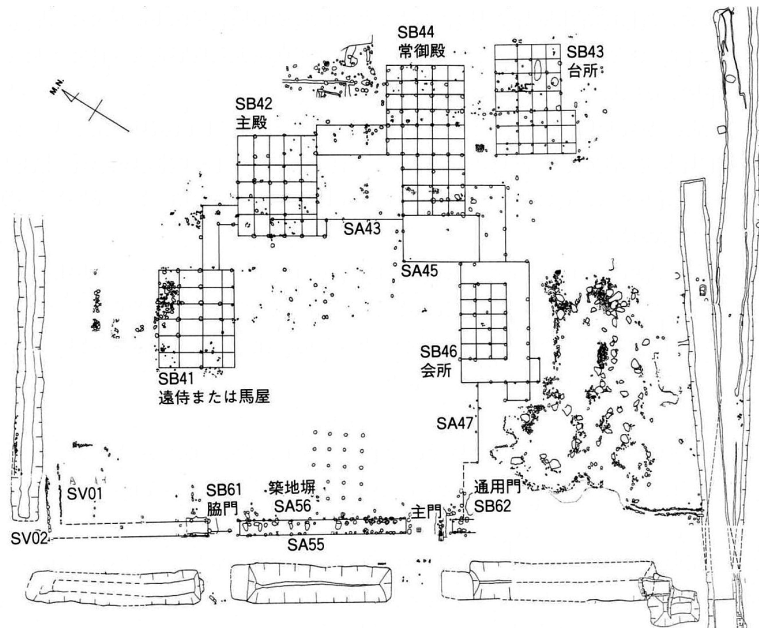 SB44
常御殿
SB43
台所
M.N.
SB42
主殿
SA43
SA45
SB46
会所
SB41
遠侍または馬屋
SA47
SV01
SB61
脇門
築地塀
SA56
主門
通用門
SB62
SV02
SA55